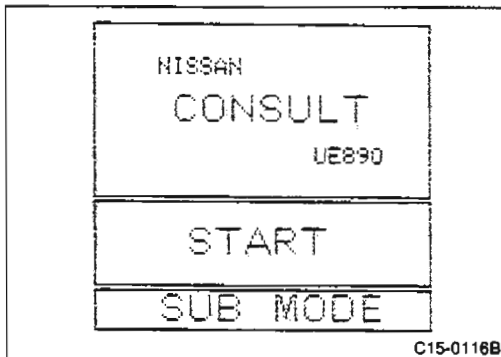 NISSAN
CONSULT
UE890
START
SUB MODE
C15-0116B